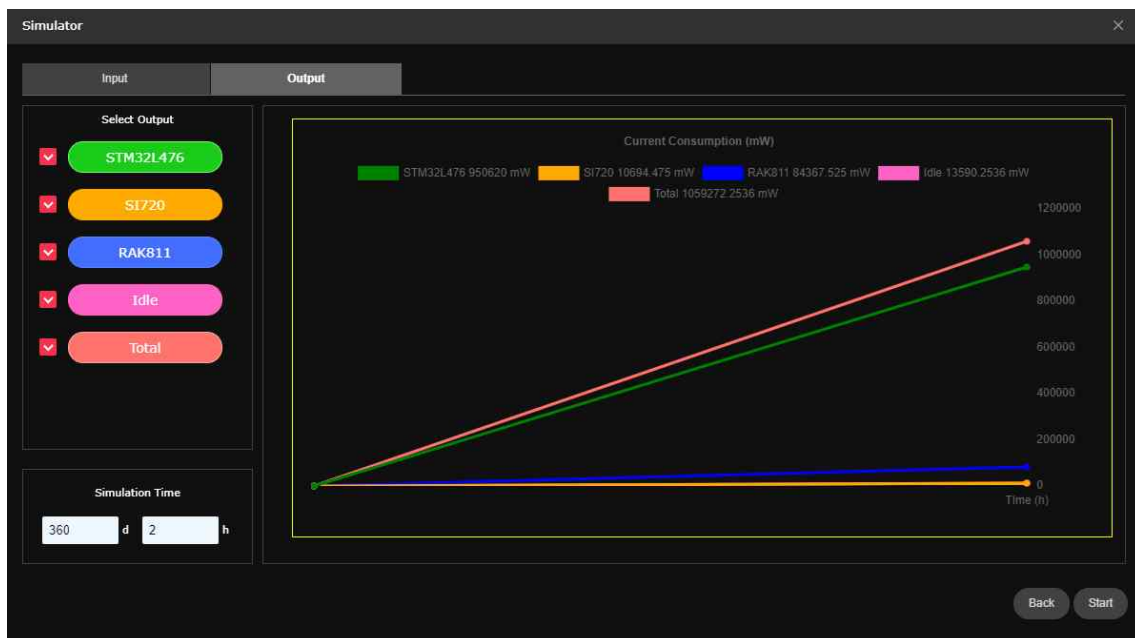 Simulator
Input Output
Select Output
STM32L476
SI720
RAK811
Idle
Total
Simulation Time
360 d 2 h
Current Consumption (mW)
STM32L476 950620 mW SI720 10694.475 mW RAK811 84367.525 mW Idle 13590.2536 mW
Total 1059272.2536 mW
1200000
1000000
800000
600000
400000
200000
0
Time (h)
Back Start